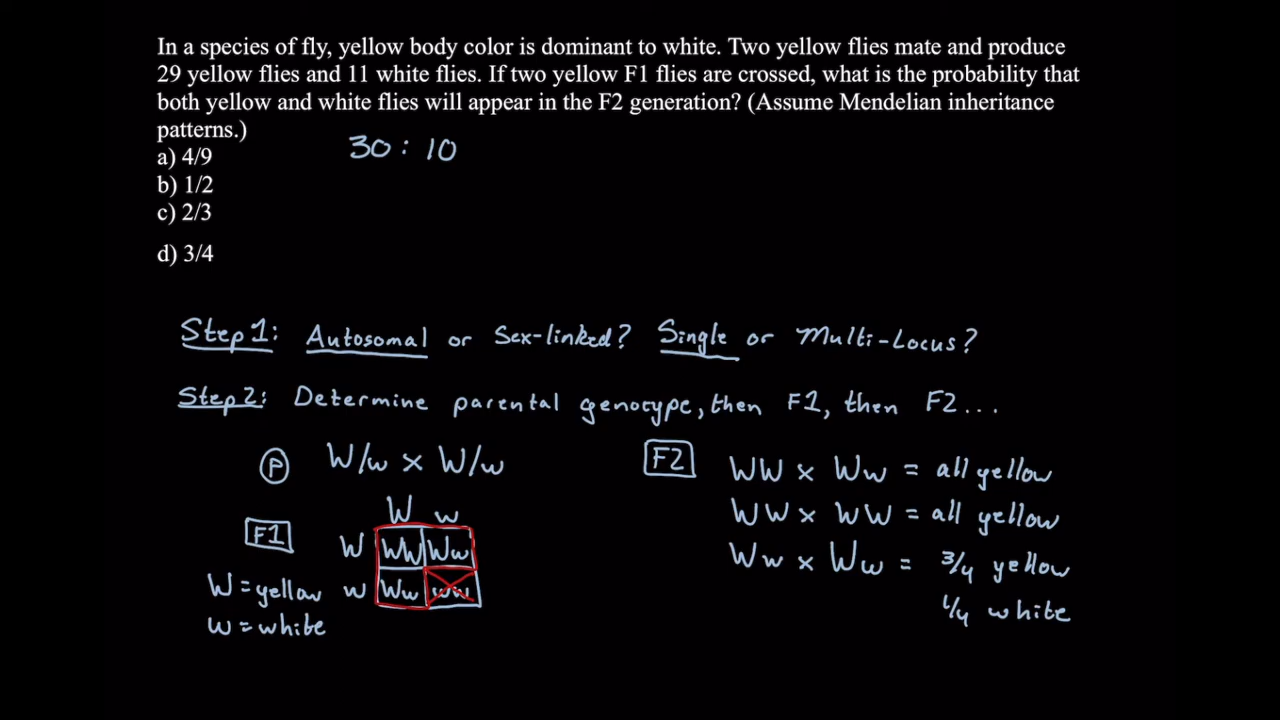 In a species of fly, yellow body color is dominant to white. Two yellow flies mate and produce
29 yellow flies and 11 white flies. If two yellow F1 flies are crossed, what is the probability that
both yellow and white flies will appear in the F2 generation? (Assume Mendelian inheritance
patterns.)
30 : 10
a) 4/9
b) 1/2
c) 2/3
d) 3/4
Step 1: Autosomal or Sex-linked? Single or Multi-Locus?
Step 2: Determine parental genotype, then F1, then F2...
P W/w x W/w
W w
F1 W WW Ww
w Ww ww
W = yellow
w = white
F2 WW x Ww = all yellow
WW x WW = all yellow
Ww x Ww = 3/4 yellow
1/4 white